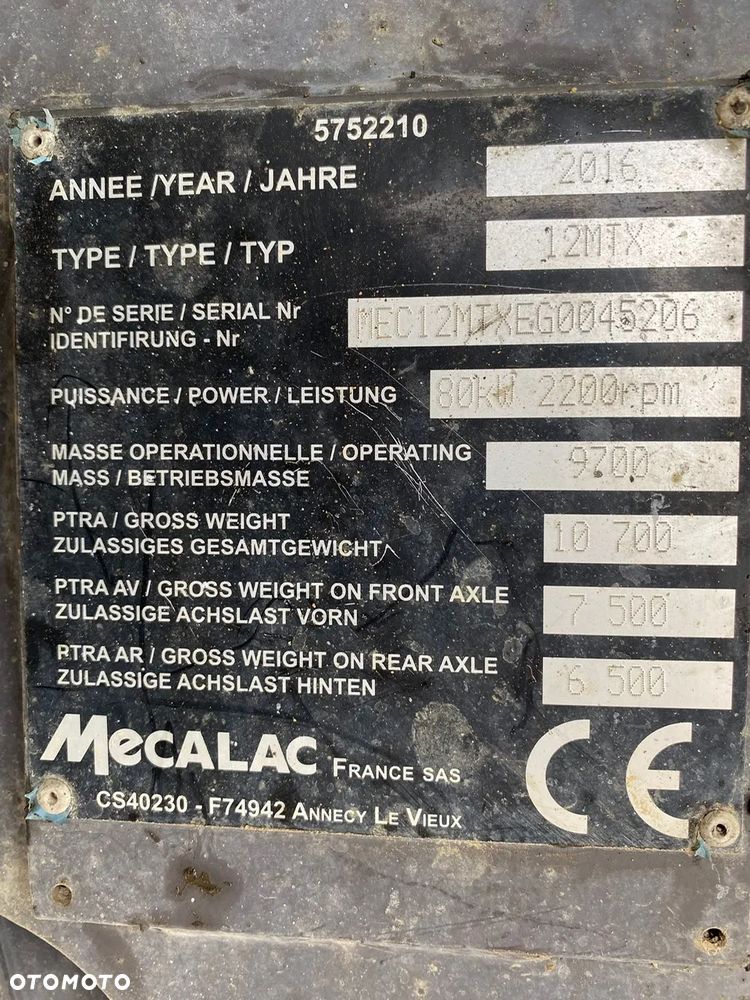 5752210
ANNEE /YEAR / JAHRE 2016
TYPE / TYPE / TYP 12MTX
N° DE SERIE / SERIAL Nr
IDENTIFIRUNG - Nr MEC12MTXEG0045206
PUISSANCE / POWER / LEISTUNG 80kW 2200rpm
MASSE OPERATIONNELLE / OPERATING
MASS / BETRIEBSMASSE 9700
PTRA / GROSS WEIGHT
ZULASSIGES GESAMTGEWICHT 10 700
PTRA AV / GROSS WEIGHT ON FRONT AXLE
ZULASSIGE ACHSLAST VORN 7 500
PTRA AR / GROSS WEIGHT ON REAR AXLE
ZULASSIGE ACHSLAST HINTEN 6 500
MECALAC FRANCE SAS
CE
CS40230 - F74942 ANNECY LE VIEUX
OTOMOTO